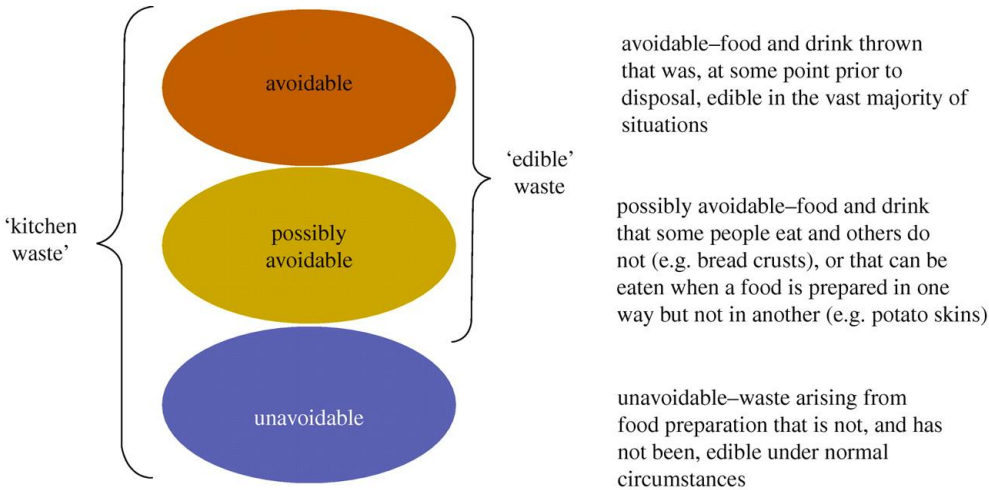 avoidable
possibly
avoidable
unavoidable
‘kitchen
waste’
‘edible’
waste
avoidable–food and drink thrown
that was, at some point prior to
disposal, edible in the vast majority of
situations
possibly avoidable–food and drink
that some people eat and others do
not (e.g. bread crusts), or that can be
eaten when a food is prepared in one
way but not in another (e.g. potato skins)
unavoidable–waste arising from
food preparation that is not, and has
not been, edible under normal
circumstances